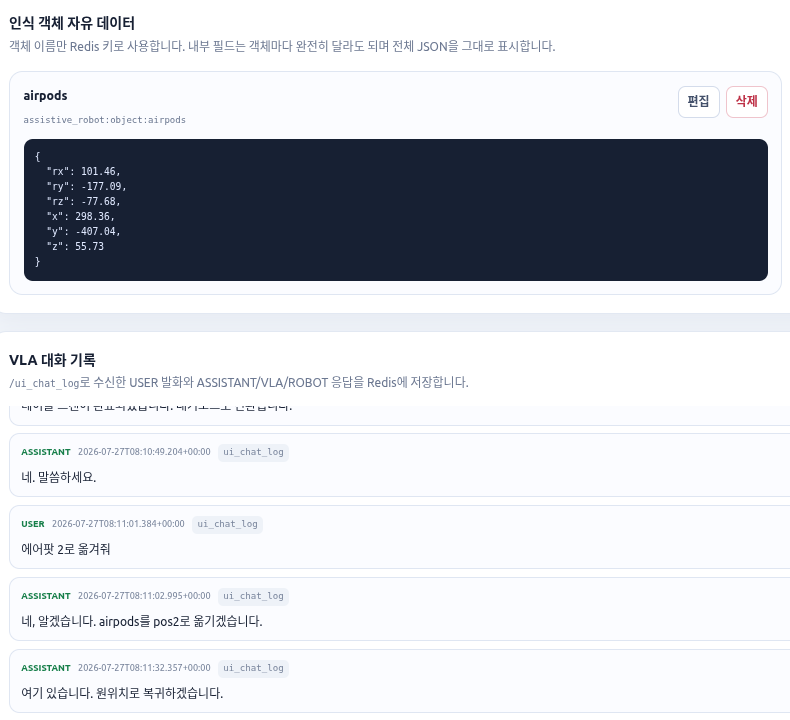 인식 객체 자유 데이터
객체 이름만 Redis 키로 사용합니다. 내부 필드는 객체마다 완전히 달라도 되며 전체 JSON을 그대로 표시합니다.
airpods
편집 삭제
assistive_robot:object:airpods
{
"rx": 101.46,
"ry": -177.09,
"rz": -77.68,
"x": 298.36,
"y": -407.04,
"z": 55.73
}
VLA 대화 기록
/ui_chat_log로 수신한 USER 발화와 ASSISTANT/VLA/ROBOT 응답을 Redis에 저장합니다.
ASSISTANT 2026-07-27T08:10:49.204+00:00 ui_chat_log
네. 말씀하세요.
USER 2026-07-27T08:11:01.384+00:00 ui_chat_log
에어팟 2로 옮겨줘
ASSISTANT 2026-07-27T08:11:02.995+00:00 ui_chat_log
네, 알겠습니다. airpods를 pos2로 옮기겠습니다.
ASSISTANT 2026-07-27T08:11:32.357+00:00 ui_chat_log
여기 있습니다. 원위치로 복귀하겠습니다.